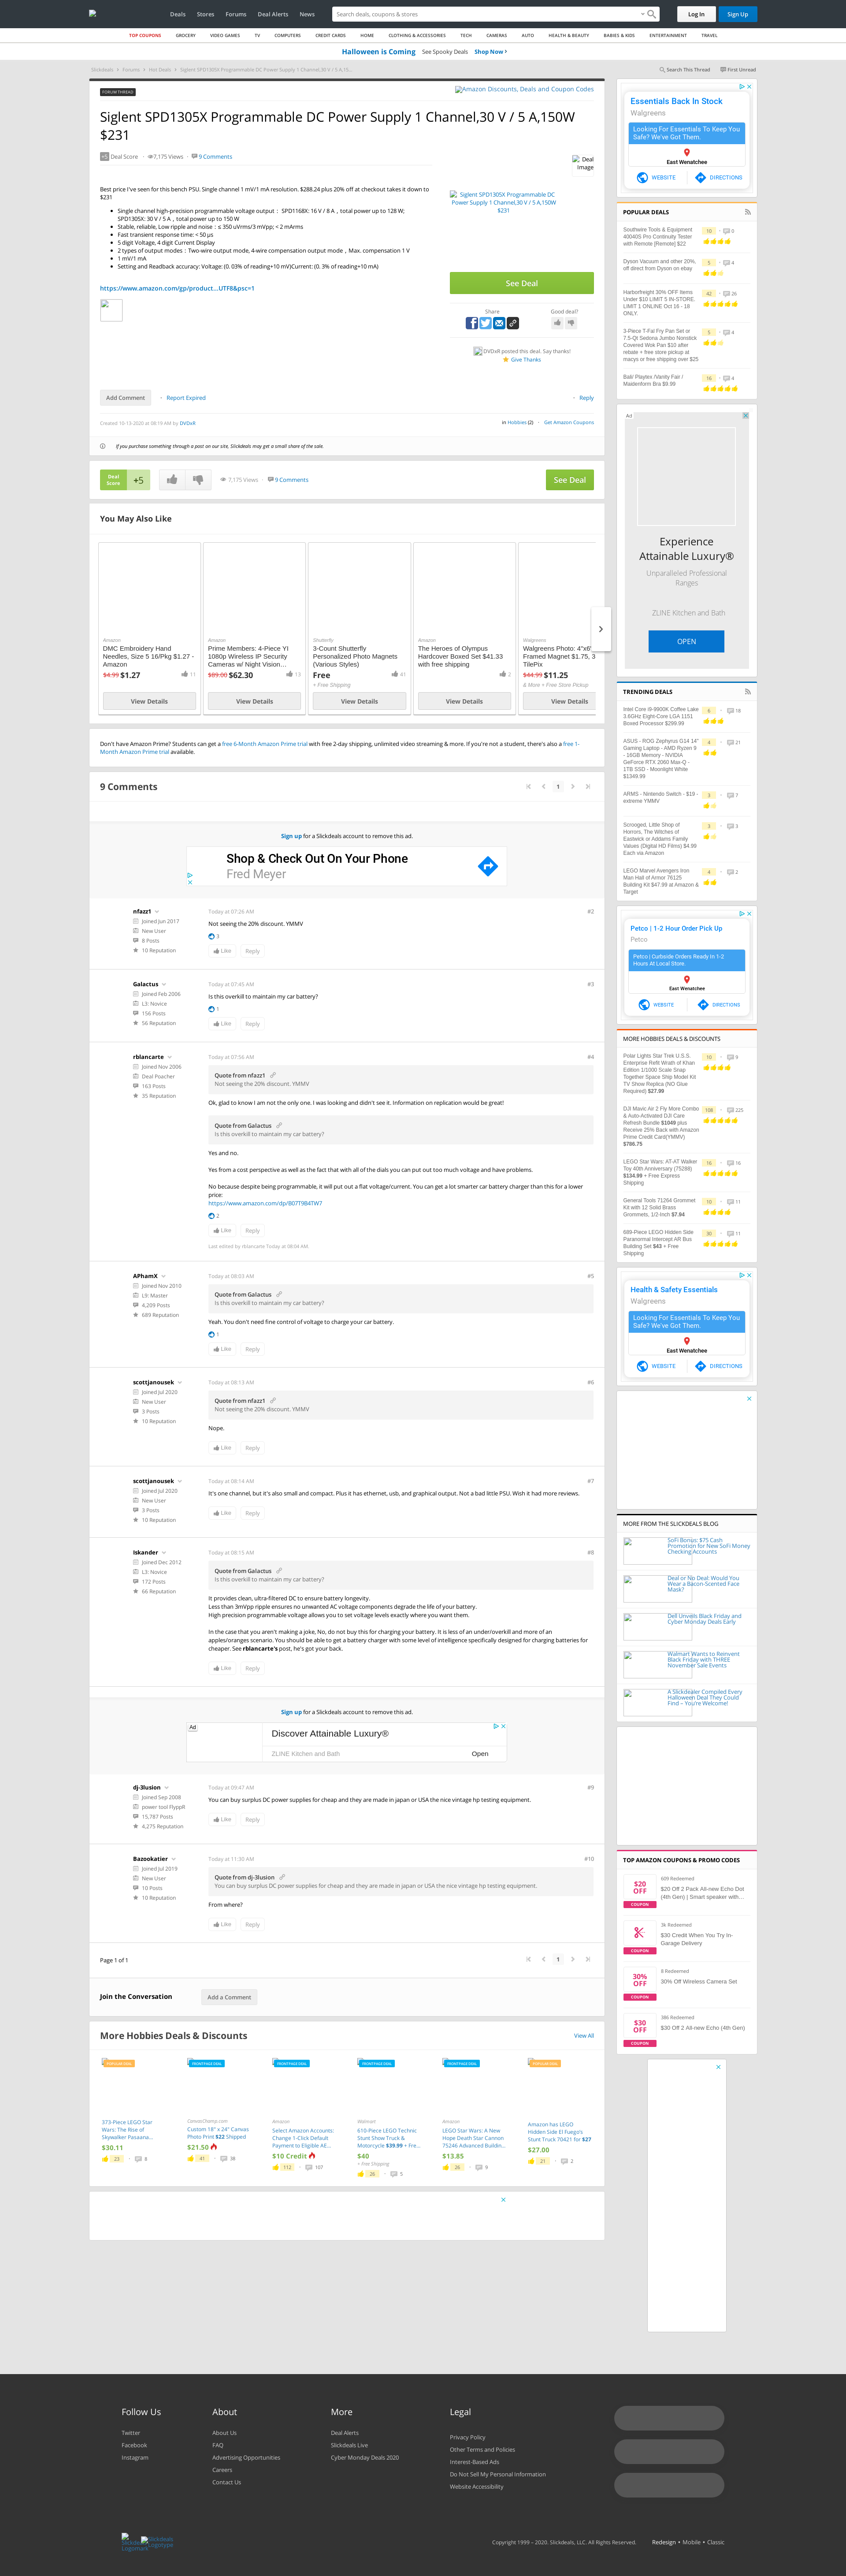 Deals
Stores
Forums
Deal Alerts
News
Search deals, coupons & stores
Log In
Sign Up
TOP COUPONS
GROCERY
VIDEO GAMES
TV
COMPUTERS
CREDIT CARDS
HOME
CLOTHING & ACCESSORIES
TECH
CAMERAS
AUTO
HEALTH & BEAUTY
BABIES & KIDS
ENTERTAINMENT
TRAVEL
Halloween is Coming See Spooky Deals Shop Now
Slickdeals > Forums > Hot Deals > Siglent SPD1305X Programmable DC Power Supply 1 Channel,30 V / 5 A,15...
Search This Thread
First Unread
FORUM THREAD
Amazon Discounts, Deals and Coupon Codes
Siglent SPD1305X Programmable DC Power Supply 1 Channel,30 V / 5 A,150W
$231
+5 Deal Score
7,175 Views
9 Comments
Deal
Image
Best price I've seen for this bench PSU. Single channel 1 mV/1 mA resolution. $288.24 plus 20% off at checkout takes it down to
$231
Single channel high-precision programmable voltage output： SPD1168X: 16 V / 8 A，total power up to 128 W;
SPD1305X: 30 V / 5 A，total power up to 150 W
Stable, reliable, Low ripple and noise：≤ 350 uVrms/3 mVpp; < 2 mArms
Fast transient response time: < 50 μs
5 digit Voltage, 4 digit Current Display
2 types of output modes：Two-wire output mode, 4-wire compensation output mode，Max. compensation 1 V
1 mV/1 mA
Setting and Readback accuracy: Voltage: (0. 03% of reading+10 mV)Current: (0. 3% of reading+10 mA)
https://www.amazon.com/gp/product...UTF8&psc=1
Siglent SPD1305X Programmable DC
Power Supply 1 Channel,30 V / 5 A,150W
$231
See Deal
Share
Good deal?
DVDxR posted this deal. Say thanks!
Give Thanks
Add Comment
Report Expired
Reply
Created 10-13-2020 at 08:19 AM by DVDxR
in Hobbies (2)
Get Amazon Coupons
If you purchase something through a post on our site, Slickdeals may get a small share of the sale.
Deal
Score
+5
7,175 Views
9 Comments
See Deal
You May Also Like
Amazon
DMC Embroidery Hand
Needles, Size 5 16/Pkg $1.27 -
Amazon
$4.99 $1.27
11
View Details
Amazon
Prime Members: 4-Piece YI
1080p Wireless IP Security
Cameras w/ Night Vision…
$89.00 $62.30
13
View Details
Shutterfly
3-Count Shutterfly
Personalized Photo Magnets
(Various Styles)
Free
41
+ Free Shipping
View Details
Amazon
The Heroes of Olympus
Hardcover Boxed Set $41.33
with free shipping
2
View Details
Walgreens
Walgreens Photo: 4"x6"
Framed Magnet $1.75, 3
TilePix
$44.99 $11.25
& More + Free Store Pickup
View Details
Don't have Amazon Prime? Students can get a free 6-Month Amazon Prime trial with free 2-day shipping, unlimited video streaming & more. If you're not a student, there's also a free 1-
Month Amazon Prime trial available.
9 Comments
1
Sign up for a Slickdeals account to remove this ad.
Shop & Check Out On Your Phone
Fred Meyer
nfazz1
Joined Jun 2017
New User
8 Posts
10 Reputation
Today at 07:26 AM
#2
Not seeing the 20% discount. YMMV
3
Like
Reply
Galactus
Joined Feb 2006
L3: Novice
156 Posts
56 Reputation
Today at 07:45 AM
#3
Is this overkill to maintain my car battery?
1
Like
Reply
rblancarte
Joined Nov 2006
Deal Poacher
163 Posts
35 Reputation
Today at 07:56 AM
#4
Quote from nfazz1
Not seeing the 20% discount. YMMV
Ok, glad to know I am not the only one. I was looking and didn't see it. Information on replication would be great!
Quote from Galactus
Is this overkill to maintain my car battery?
Yes and no.
Yes from a cost perspective as well as the fact that with all of the dials you can put out too much voltage and have problems.
No because despite being programmable, it will put out a flat voltage/current. You can get a lot smarter car battery charger than this for a lower
price:
https://www.amazon.com/dp/B07T984TW7
2
Like
Reply
Last edited by rblancarte Today at 08:04 AM
APhamX
Joined Nov 2010
L9: Master
4,209 Posts
689 Reputation
Today at 08:03 AM
#5
Quote from Galactus
Is this overkill to maintain my car battery?
Yeah. You don't need fine control of voltage to charge your car battery.
1
Like
Reply
scottjanousek
Joined Jul 2020
New User
3 Posts
10 Reputation
Today at 08:13 AM
#6
Quote from nfazz1
Not seeing the 20% discount. YMMV
Nope.
Like
Reply
scottjanousek
Joined Jul 2020
New User
3 Posts
10 Reputation
Today at 08:14 AM
#7
It's one channel, but it's also small and compact. Plus it has ethernet, usb, and graphical output. Not a bad little PSU. Wish it had more reviews.
Like
Reply
Iskander
Joined Dec 2012
L3: Novice
172 Posts
66 Reputation
Today at 08:15 AM
#8
Quote from Galactus
Is this overkill to maintain my car battery?
It provides clean, ultra-filtered DC to ensure battery longevity.
Less than 3mVpp ripple ensures no unwanted AC voltage components degrade the lifespan of your battery.
High precision programmable voltage allows you to set voltage levels exactly where you want them.
In the case that you aren't making a joke, No, do not buy this for charging your battery. It is less of an under/overkill and more of an
apples/oranges scenario. You should be able to get a battery charger with some level of intelligence specifically designed for charging batteries for
cheaper. See rblancarte's post, he's got your back.
Like
Reply
Sign up for a Slickdeals account to remove this ad.
Ad
Discover Attainable Luxury®
ZLINE Kitchen and Bath
Open
dj-3lusion
Joined Sep 2008
power tool FlyppR
15,787 Posts
4,275 Reputation
Today at 09:47 AM
#9
You can buy surplus DC power supplies for cheap and they are made in japan or USA the nice vintage hp testing equipment.
Like
Reply
Bazookatier
Joined Jul 2019
New User
10 Posts
10 Reputation
Today at 11:30 AM
#10
Quote from dj-3lusion
You can buy surplus DC power supplies for cheap and they are made in japan or USA the nice vintage hp testing equipment.
From where?
Like
Reply
Page 1 of 1
1
Join the Conversation
Add a Comment
More Hobbies Deals & Discounts
View All
POPULAR DEAL
373-Piece LEGO Star
Wars: The Rise of
Skywalker Pasaana...
$30.11
23
8
FRONTPAGE DEAL
CanvasChamp.com
Custom 18" x 24" Canvas
Photo Print $22 Shipped
$21.50
41
38
FRONTPAGE DEAL
Amazon
Select Amazon Accounts:
Change 1-Click Default
Payment to Eligible AE...
$10 Credit
112
107
FRONTPAGE DEAL
Walmart
610-Piece LEGO Technic
Stunt Show Truck &
Motorcycle $39.99 + Fre...
$40
+ Free Shipping
26
5
FRONTPAGE DEAL
Amazon
LEGO Star Wars: A New
Hope Death Star Cannon
75246 Advanced Buildin...
$13.85
26
9
POPULAR DEAL
Amazon has LEGO
Hidden Side El Fuego's
Stunt Truck 70421 for $27
$27.00
21
2
Essentials Back In Stock
Walgreens
Looking For Essentials To Keep You
Safe? We've Got Them.
East Wenatchee
WEBSITE
DIRECTIONS
POPULAR DEALS
Southwire Tools & Equipment
40040S Pro Continuity Tester
with Remote [Remote] $22
10
0
Dyson Vacuum and other 20%,
off direct from Dyson on ebay
5
4
Harborfreight 30% OFF Items
Under $10 LIMIT 5 IN-STORE.
LIMIT 1 ONLINE Oct 16 - 18
ONLY.
42
26
3-Piece T-Fal Fry Pan Set or
7.5-Qt Sedona Jumbo Nonstick
Covered Wok Pan $10 after
rebate + free store pickup at
macys or free shipping over $25
5
4
Bali/ Playtex /Vanity Fair /
Maidenform Bra $9.99
16
4
Ad
Experience
Attainable Luxury®
Unparalleled Professional
Ranges
ZLINE Kitchen and Bath
OPEN
TRENDING DEALS
Intel Core i9-9900K Coffee Lake
3.6GHz Eight-Core LGA 1151
Boxed Processor $299.99
6
18
ASUS - ROG Zephyrus G14 14"
Gaming Laptop - AMD Ryzen 9
- 16GB Memory - NVIDIA
GeForce RTX 2060 Max-Q -
1TB SSD - Moonlight White
$1349.99
4
21
ARMS - Nintendo Switch - $19 -
extreme YMMV
3
7
Scrooged, Little Shop of
Horrors, The Witches of
Eastwick or Addams Family
Values (Digital HD Films) $4.99
Each via Amazon
3
3
LEGO Marvel Avengers Iron
Man Hall of Armor 76125
Building Kit $47.99 at Amazon &
Target
4
2
Petco | 1-2 Hour Order Pick Up
Petco
Petco | Curbside Orders Ready In 1-2
Hours At Local Store.
East Wenatchee
WEBSITE
DIRECTIONS
MORE HOBBIES DEALS & DISCOUNTS
Polar Lights Star Trek U.S.S.
Enterprise Refit Wrath of Khan
Edition 1/1000 Scale Snap
Together Space Ship Model Kit
TV Show Replica (NO Glue
Required) $27.99
10
9
DJI Mavic Air 2 Fly More Combo
& Auto-Activated DJI Care
Refresh Bundle $1049 plus
Receive 25% Back with Amazon
Prime Credit Card(YMMV)
$786.75
108
225
LEGO Star Wars: AT-AT Walker
Toy 40th Anniversary (75288)
$134.99 + Free Express
Shipping
16
16
General Tools 71264 Grommet
Kit with 12 Solid Brass
Grommets, 1/2-Inch $7.94
10
11
689-Piece LEGO Hidden Side
Paranormal Intercept AR Bus
Building Set $43 + Free
Shipping
30
11
Health & Safety Essentials
Walgreens
Looking For Essentials To Keep You
Safe? We've Got Them.
East Wenatchee
WEBSITE
DIRECTIONS
MORE FROM THE SLICKDEALS BLOG
SoFi Bonus: $75 Cash
Promotion for New SoFi Money
Checking Accounts
Deal or No Deal: Would You
Wear a Bacon-Scented Face
Mask?
Dell Unveils Black Friday and
Cyber Monday Deals Early
Walmart Wants to Reinvent
Black Friday with THREE
November Sale Events
A Slickdealer Compiled Every
Halloween Deal They Could
Find – You're Welcome!
TOP AMAZON COUPONS & PROMO CODES
$20
OFF
COUPON
609 Redeemed
$20 Off 2 Pack All-new Echo Dot
(4th Gen) | Smart speaker with…
COUPON
3k Redeemed
$30 Credit When You Try In-
Garage Delivery
30%
OFF
COUPON
8 Redeemed
30% Off Wireless Camera Set
$30
OFF
COUPON
386 Redeemed
$30 Off 2 All-new Echo (4th Gen)
Follow Us
Twitter
Facebook
Instagram
About
About Us
FAQ
Advertising Opportunities
Careers
Contact Us
More
Deal Alerts
Slickdeals Live
Cyber Monday Deals 2020
Legal
Privacy Policy
Other Terms and Policies
Interest-Based Ads
Do Not Sell My Personal Information
Website Accessibility
Copyright 1999 – 2020. Slickdeals, LLC. All Rights Reserved.
Redesign • Mobile • Classic